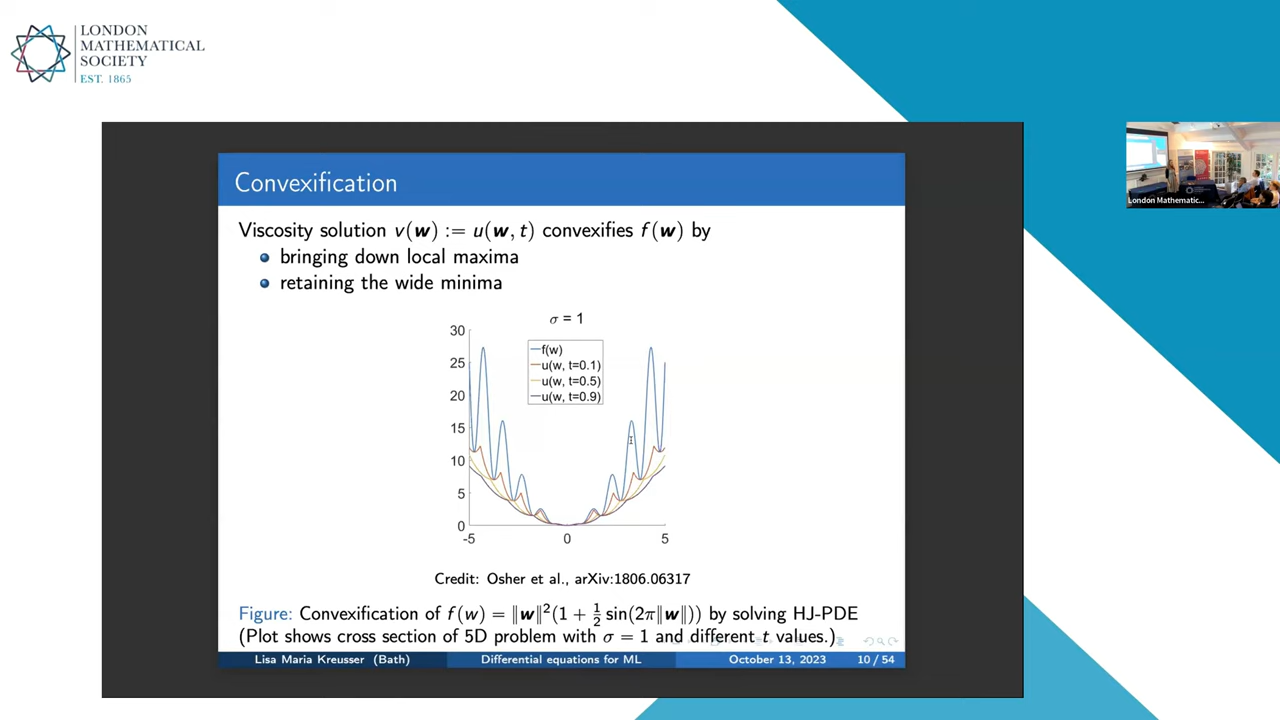 LONDON
MATHEMATICAL
SOCIETY
EST. 1865
London Mathematic...
Convexification
Viscosity solution v(w) := u(w, t) convexifies f(w) by
bringing down local maxima
retaining the wide minima
σ = 1
30
25
20
15
10
5
0
f(w)
u(w, t=0.1)
u(w, t=0.5)
u(w, t=0.9)
-5 0 5
Credit: Osher et al., arXiv:1806.06317
Figure: Convexification of f(w) = ‖w‖²(1 + ½ sin(2π‖w‖)) by solving HJ-PDE
(Plot shows cross section of 5D problem with σ = 1 and different t values.)
Lisa Maria Kreusser (Bath) Differential equations for ML October 13, 2023 10 / 54